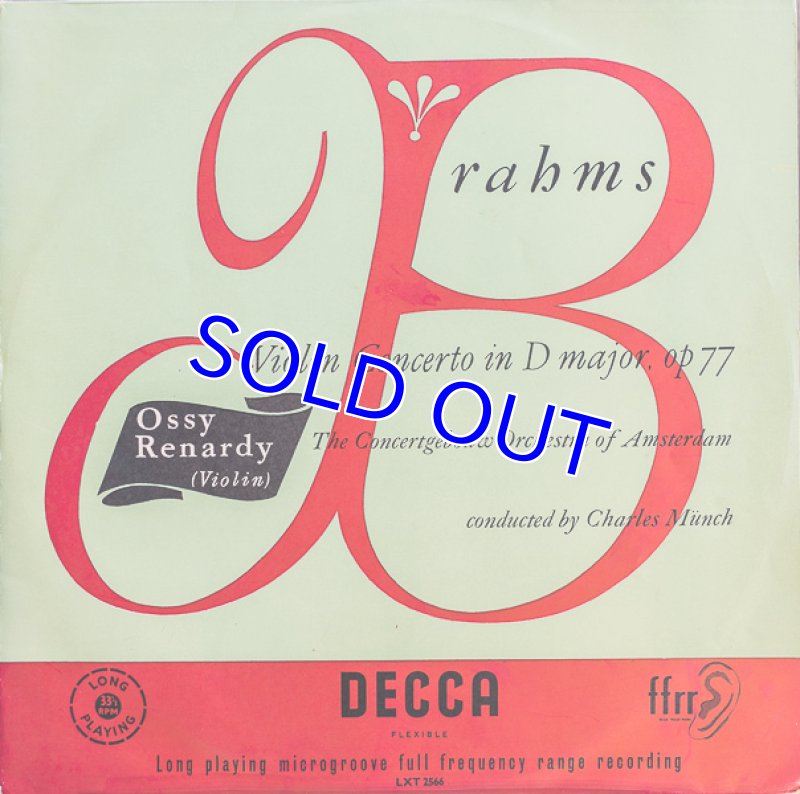 Brahms
Violin Concerto in D major, op 77
SOLD OUT
Ossy
Renardy
(Violin)
The Concertgebouw Orchestra of Amsterdam
conducted by Charles Münch
LONG
33⅓
RPM
PLAYING
DECCA
FLEXIBLE
ffrr
Long playing microgroove full frequency range recording
LXT 2566